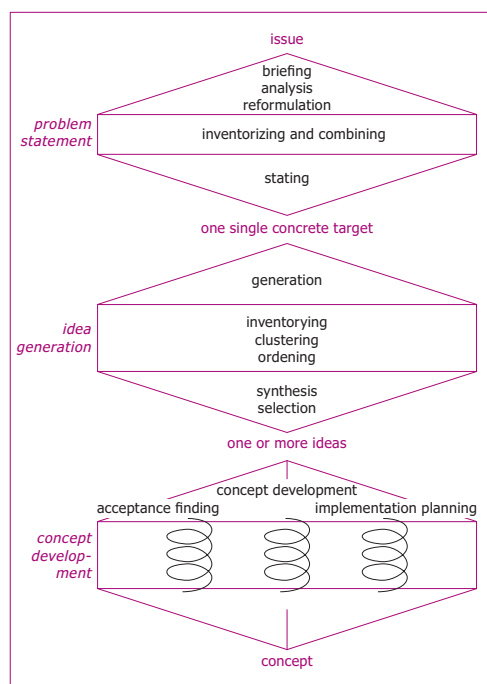 issue
briefing
analysis
reformulation
problem
statement
inventorizing and combining
stating
one single concrete target
generation
idea
generation
inventorying
clustering
ordening
synthesis
selection
one or more ideas
concept development
acceptance finding
implementation planning
concept
develop-
ment
concept